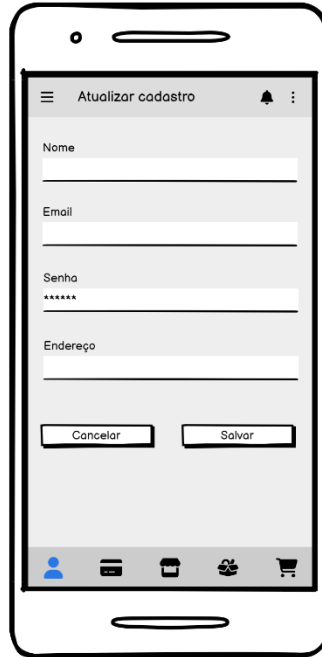 Atualizar cadastro
Nome
Email
Senha
******
Endereço
Cancelar Salvar